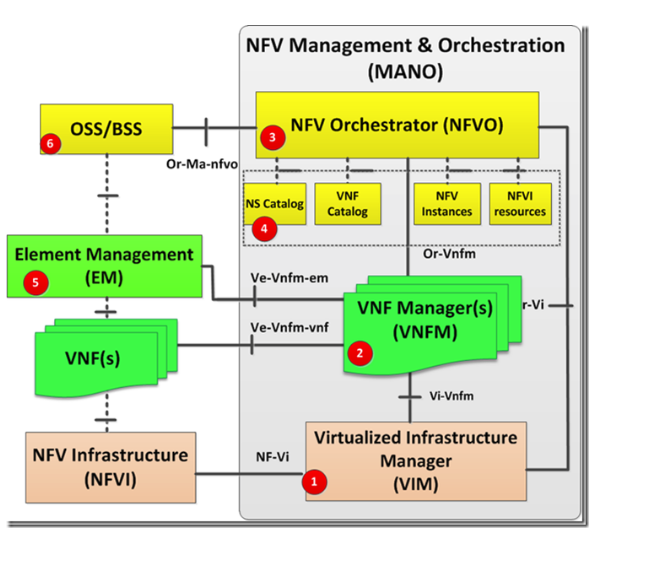 NFV Management & Orchestration
(MANO)
OSS/BSS
6
Or-Ma-nfvo
NFV Orchestrator (NFVO)
3
NS Catalog
4
VNF
Catalog
NFV
Instances
NFVI
resources
Or-Vnfm
Element Management
(EM)
5
Ve-Vnfm-em
VNF Manager(s)
(VNFM)
2
r-Vi
Ve-Vnfm-vnf
VNF(s)
Vi-Vnfm
NFV Infrastructure
(NFVI)
NF-Vi
Virtualized Infrastructure
Manager
(VIM)
1